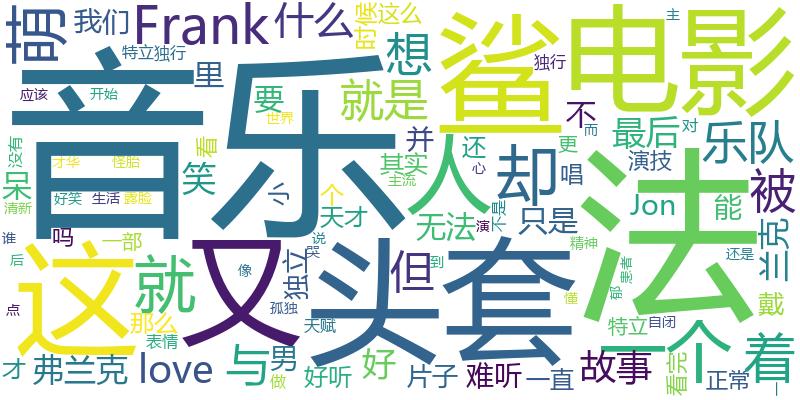 萌
我们
Frank
什么
时候
这么
鲨
电影
主
特立独行
想
独行
应该
开始
音乐
里
要
就是
不
最后
而
对
没有
世界
看
并
人
还
更
乐队
才华
怪胎
笑
其实
却
唱
演技
被
呆
好笑
生活
露脸
小
个
主流
心
清新
天才
无法
只是
Jon
能
法
谁
吗
一部
说
演
不是
兰克
后
这
就
又
哭
独立
但
到
精神
还是
像
头套
患者
点
那么
孤独
懂
郁
戴
表情
天赋
特立
自闭
一个
着
才
弗兰克
love
与
男
做
好听
好
片子
难听
一直
故事
看完
正常
一